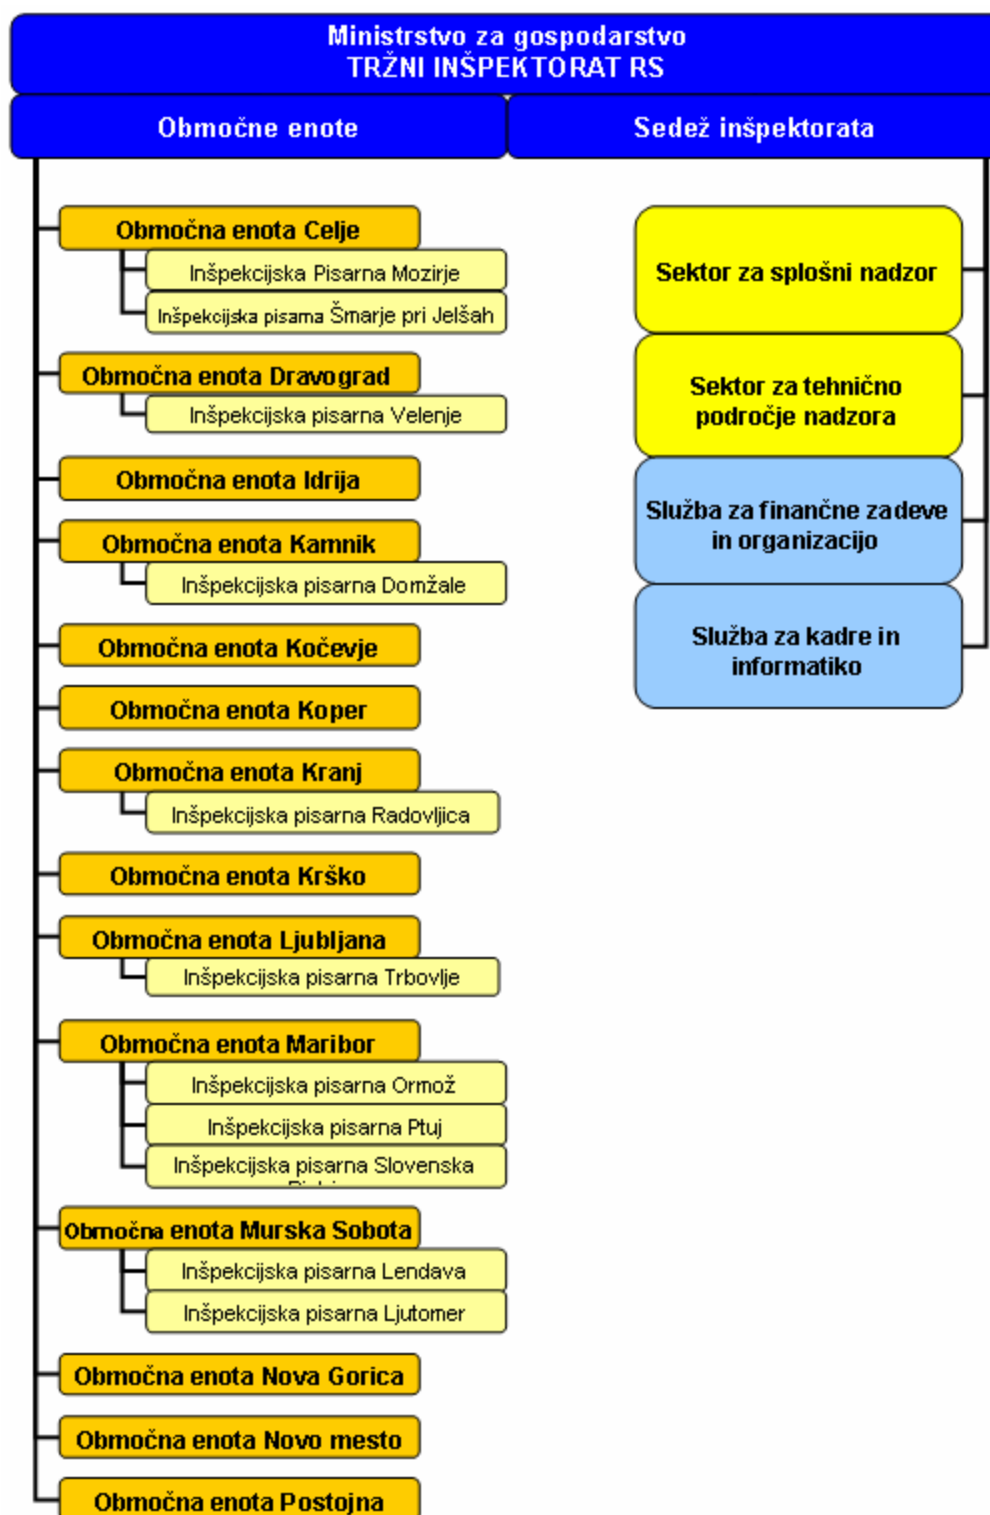 Ministrstvo za gospodarstvo
TRŽNI INŠPEKTORAT RS
Območne enote
Sedež inšpektorata
Območna enota Celje
Inšpekcijska Pisarna Mozirje
Inšpekcijska pisarna Šmarje pri Jelšah
Območna enota Dravograd
Inšpekcijska pisarna Velenje
Območna enota Idrija
Območna enota Kamnik
Inšpekcijska pisarna Domžale
Območna enota Kočevje
Območna enota Koper
Območna enota Kranj
Inšpekcijska pisarna Radovljica
Območna enota Krško
Območna enota Ljubljana
Inšpekcijska pisarna Trbovlje
Območna enota Maribor
Inšpekcijska pisarna Ormož
Inšpekcijska pisarna Ptuj
Inšpekcijska pisarna Slovenska
Območna enota Murska Sobota
Inšpekcijska pisarna Lendava
Inšpekcijska pisarna Ljutomer
Območna enota Nova Gorica
Območna enota Novo mesto
Območna enota Postojna
Sektor za splošni nadzor
Sektor za tehnično
področje nadzora
Služba za finančne zadeve
in organizacijo
Služba za kadre in
informatiko